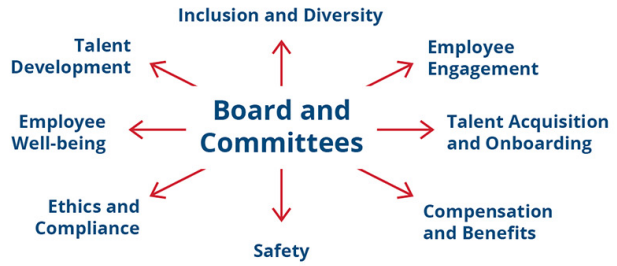 Inclusion and Diversity
Talent
Development
Employee
Engagement
Board and
Committees
Employee
Well-being
Talent Acquisition
and Onboarding
Ethics and
Compliance
Compensation
and Benefits
Safety